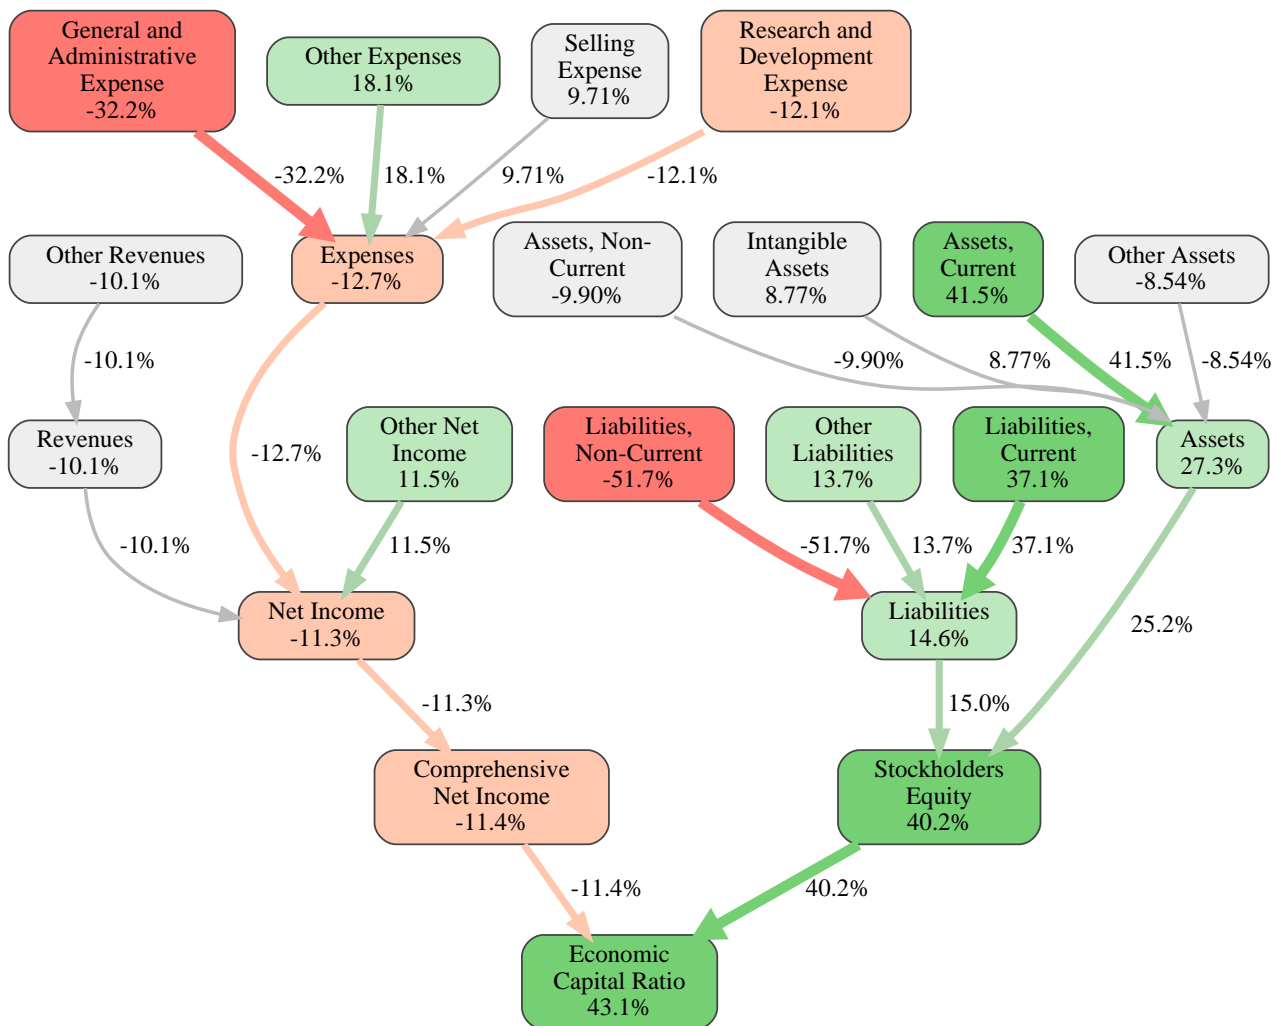 General and
Administrative
Expense
-32.2%
Other Expenses
18.1%
Selling
Expense
9.71%
Research and
Development
Expense
-12.1%
-32.2%
18.1%
9.71%
-12.1%
Other Revenues
-10.1%
Expenses
-12.7%
Assets, Non-
Current
-9.90%
Intangible
Assets
8.77%
Assets,
Current
41.5%
Other Assets
-8.54%
-10.1%
-9.90%
8.77%
41.5%
-8.54%
Revenues
-10.1%
-12.7%
Other Net
Income
11.5%
Liabilities,
Non-Current
-51.7%
Other
Liabilities
13.7%
Liabilities,
Current
37.1%
Assets
27.3%
-10.1%
11.5%
-51.7%
13.7%
37.1%
Net Income
-11.3%
Liabilities
14.6%
25.2%
-11.3%
15.0%
Comprehensive
Net Income
-11.4%
Stockholders
Equity
40.2%
-11.4%
40.2%
Economic
Capital Ratio
43.1%